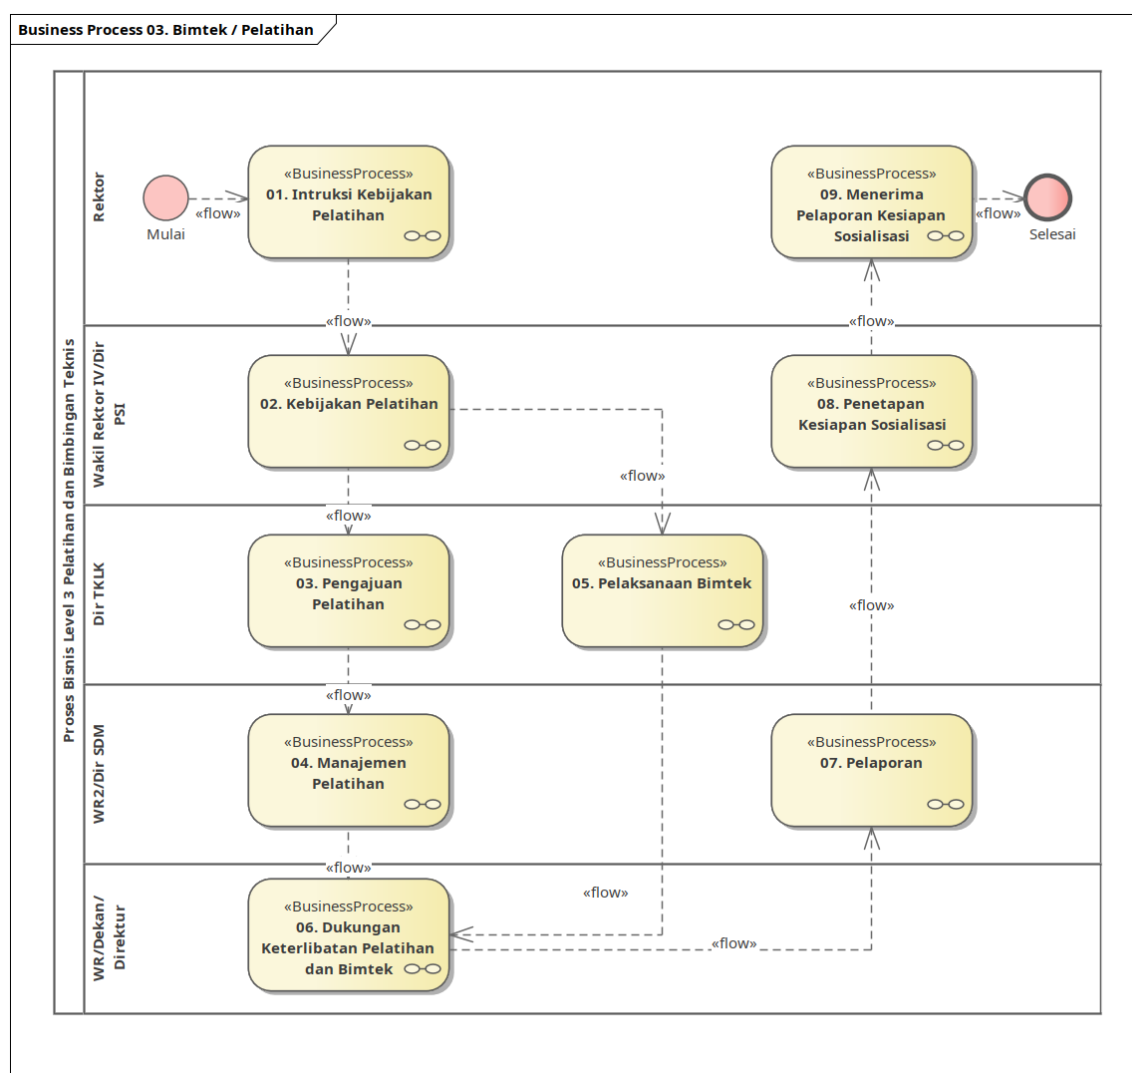 Business Process 03. Bimtek / Pelatihan
Proses Bisnis Level 3 Pelatihan dan Bimbingan Teknis
Rektor
Mulai
«flow»
«BusinessProcess»
01. Intruksi Kebijakan
Pelatihan
«BusinessProcess»
09. Menerima
Pelaporan Kesiapan
Sosialisasi
«flow»
Selesai
«flow»
«flow»
Wakil Rektor IV/Dir
PSI
«BusinessProcess»
02. Kebijakan Pelatihan
«BusinessProcess»
08. Penetapan
Kesiapan Sosialisasi
«flow»
«flow»
Dir TKLK
«BusinessProcess»
03. Pengajuan
Pelatihan
«BusinessProcess»
05. Pelaksanaan Bimtek
«flow»
«flow»
WR2/Dir SDM
«BusinessProcess»
04. Manajemen
Pelatihan
«BusinessProcess»
07. Pelaporan
«flow»
WR/Dekan/
Direktur
«BusinessProcess»
06. Dukungan
Keterlibatan Pelatihan
dan Bimtek
«flow»
«flow»